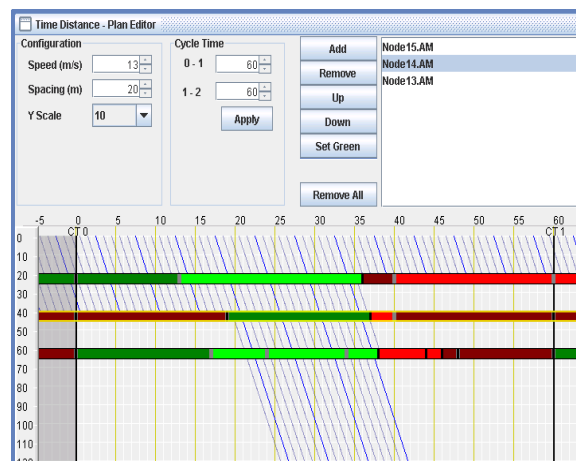 Time Distance - Plan Editor
Configuration
Speed (m/s) 13
Spacing (m) 20
Y Scale 10
Cycle Time
0 - 1 60
1 - 2 60
Apply
Add
Remove
Up
Down
Set Green
Remove All
Node15.AM
Node14.AM
Node13.AM
-5 0 5 10 15 20 25 30 35 40 45 50 55 60
CT 0 CT 1
0
10
20
30
40
50
60
70
80
90
100
110
120